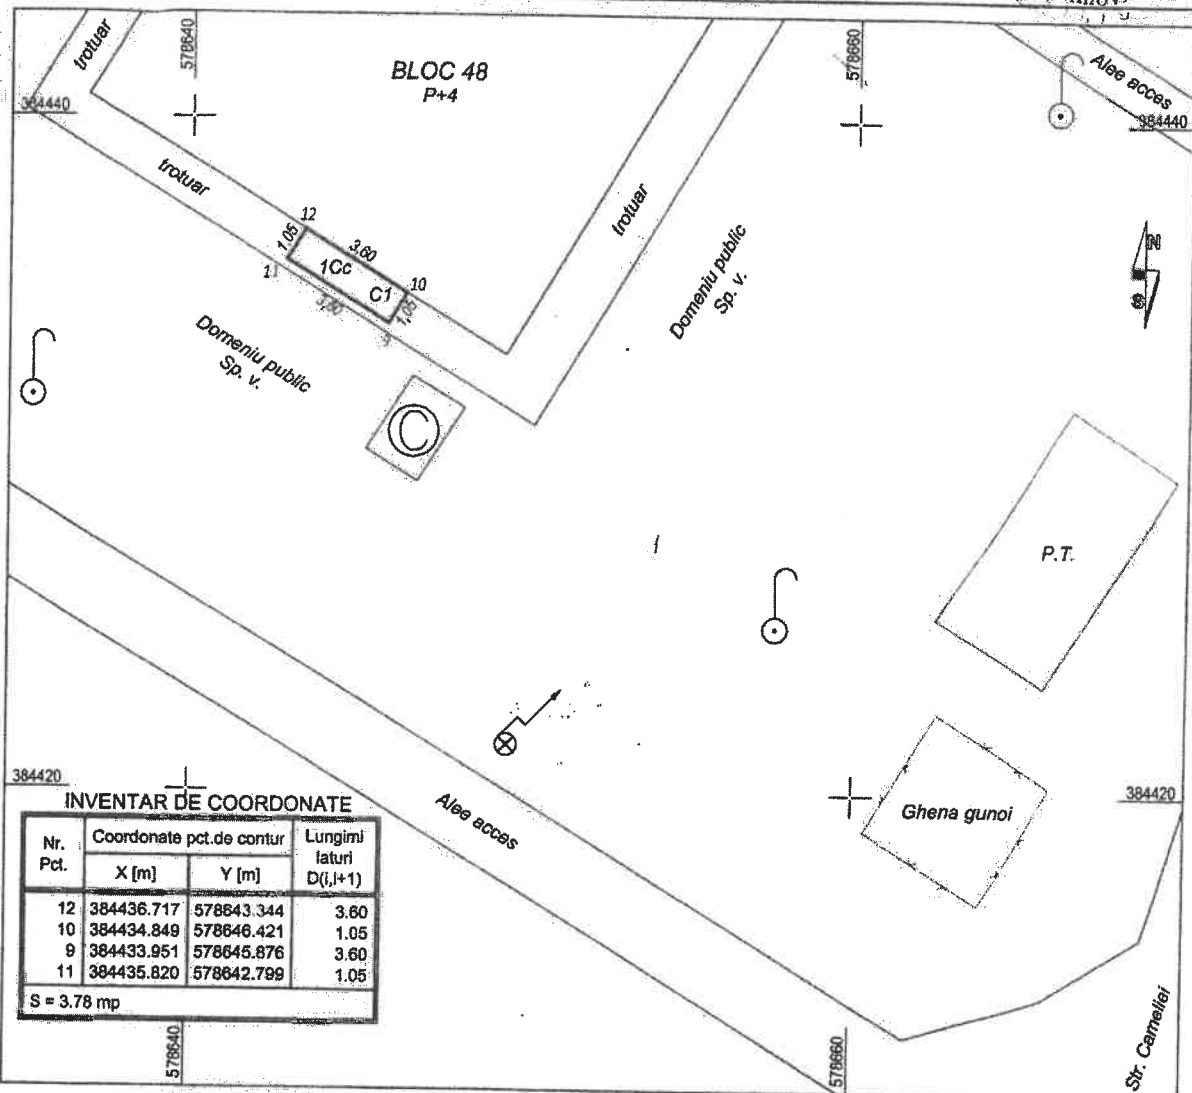 578640
578660
trotuar
BLOC 48
P+4
Alee acces
384440
384440
trotuar
trotuar
12
1.05
3.60
1Cc
11
C1
10
3.60
1.05
9
Domeniu public
Sp. v.
Domeniu public
Sp. v.
N
S
C
P.T.
384420
384420
Alee acces
Ghena gunoi
INVENTAR DE COORDONATE
Nr. Pct. Coordonate pct.de contur Lungimi laturi D(i,i+1)
X [m] Y [m]
12 384436.717 578643.344 3.60
10 384434.849 578646.421 1.05
9 384433.951 578645.876 3.60
11 384435.820 578642.799 1.05
S = 3.78 mp
578640
578660
Str. Cameliei